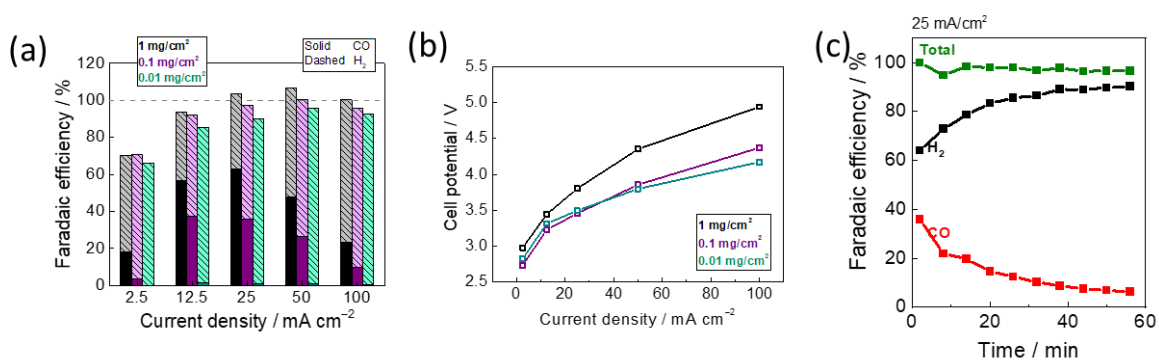 (a)
1 mg/cm²
0.1 mg/cm²
0.01 mg/cm²
Solid CO
Dashed H₂
Faradaic efficiency / %
120
100
80
60
40
20
0
2.5 12.5 25 50 100
Current density / mA cm⁻²
(b)
Cell potential / V
5.5
5.0
4.5
4.0
3.5
3.0
2.5
1 mg/cm²
0.1 mg/cm²
0.01 mg/cm²
0 20 40 60 80 100
Current density / mA cm⁻²
(c)
25 mA/cm²
Total
H₂
CO
Faradaic efficiency / %
100
80
60
40
20
0
0 20 40 60
Time / min